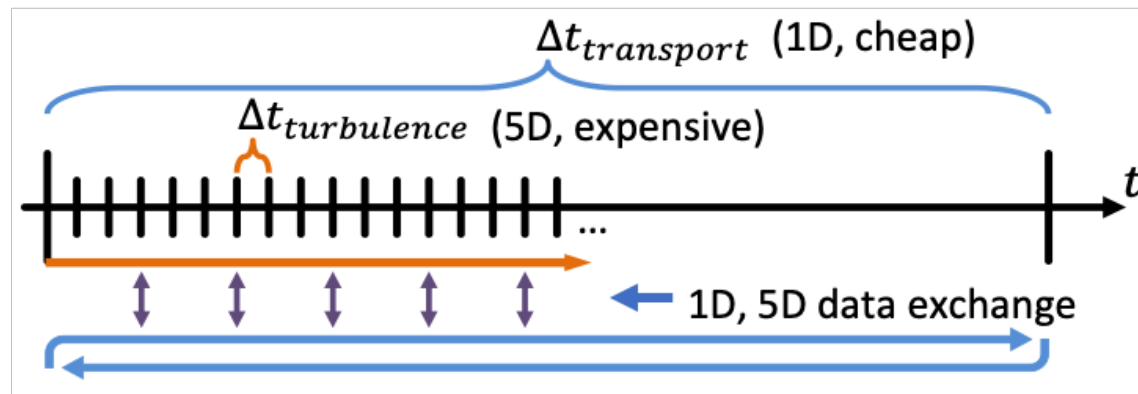 Δt_transport (1D, cheap)
Δt_turbulence (5D, expensive)
t
...
1D, 5D data exchange